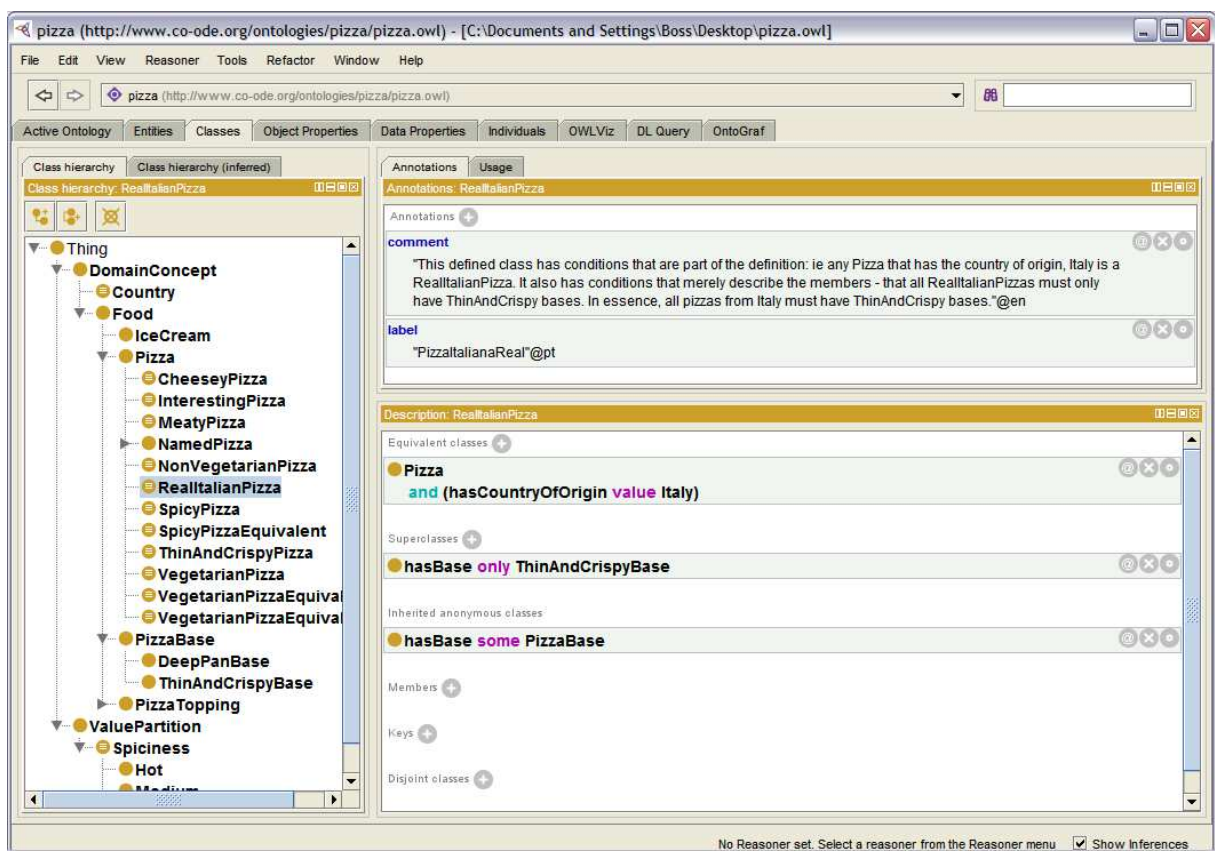 pizza (http://www.co-ode.org/ontologies/pizza/pizza.owl) - [C:\Documents and Settings\Boss\Desktop\pizza.owl]
File Edit View Reasoner Tools Refactor Window Help
pizza (http://www.co-ode.org/ontologies/pizza/pizza.owl)
Active Ontology Entities Classes Object Properties Data Properties Individuals OWLViz DL Query OntoGraf
Class hierarchy Class hierarchy (inferred)
Class hierarchy: RealItalianPizza
Thing
DomainConcept
Country
Food
IceCream
Pizza
CheeseyPizza
InterestingPizza
MeatyPizza
NamedPizza
NonVegetarianPizza
RealItalianPizza
SpicyPizza
SpicyPizzaEquivalent
ThinAndCrispyPizza
VegetarianPizza
VegetarianPizzaEquival
VegetarianPizzaEquival
PizzaBase
DeepPanBase
ThinAndCrispyBase
PizzaTopping
ValuePartition
Spiciness
Hot
Medium
Annotations Usage
Annotations: RealItalianPizza
Annotations
comment
"This defined class has conditions that are part of the definition: ie any Pizza that has the country of origin, Italy is a
RealItalianPizza. It also has conditions that merely describe the members - that all RealItalianPizzas must only
have ThinAndCrispy bases. In essence, all pizzas from Italy must have ThinAndCrispy bases."@en
label
"PizzaItalianaReal"@pt
Description: RealItalianPizza
Equivalent classes
Pizza
and (hasCountryOfOrigin value Italy)
Superclasses
hasBase only ThinAndCrispyBase
Inherited anonymous classes
hasBase some PizzaBase
Members
Keys
Disjoint classes
No Reasoner set. Select a reasoner from the Reasoner menu Show Inferences